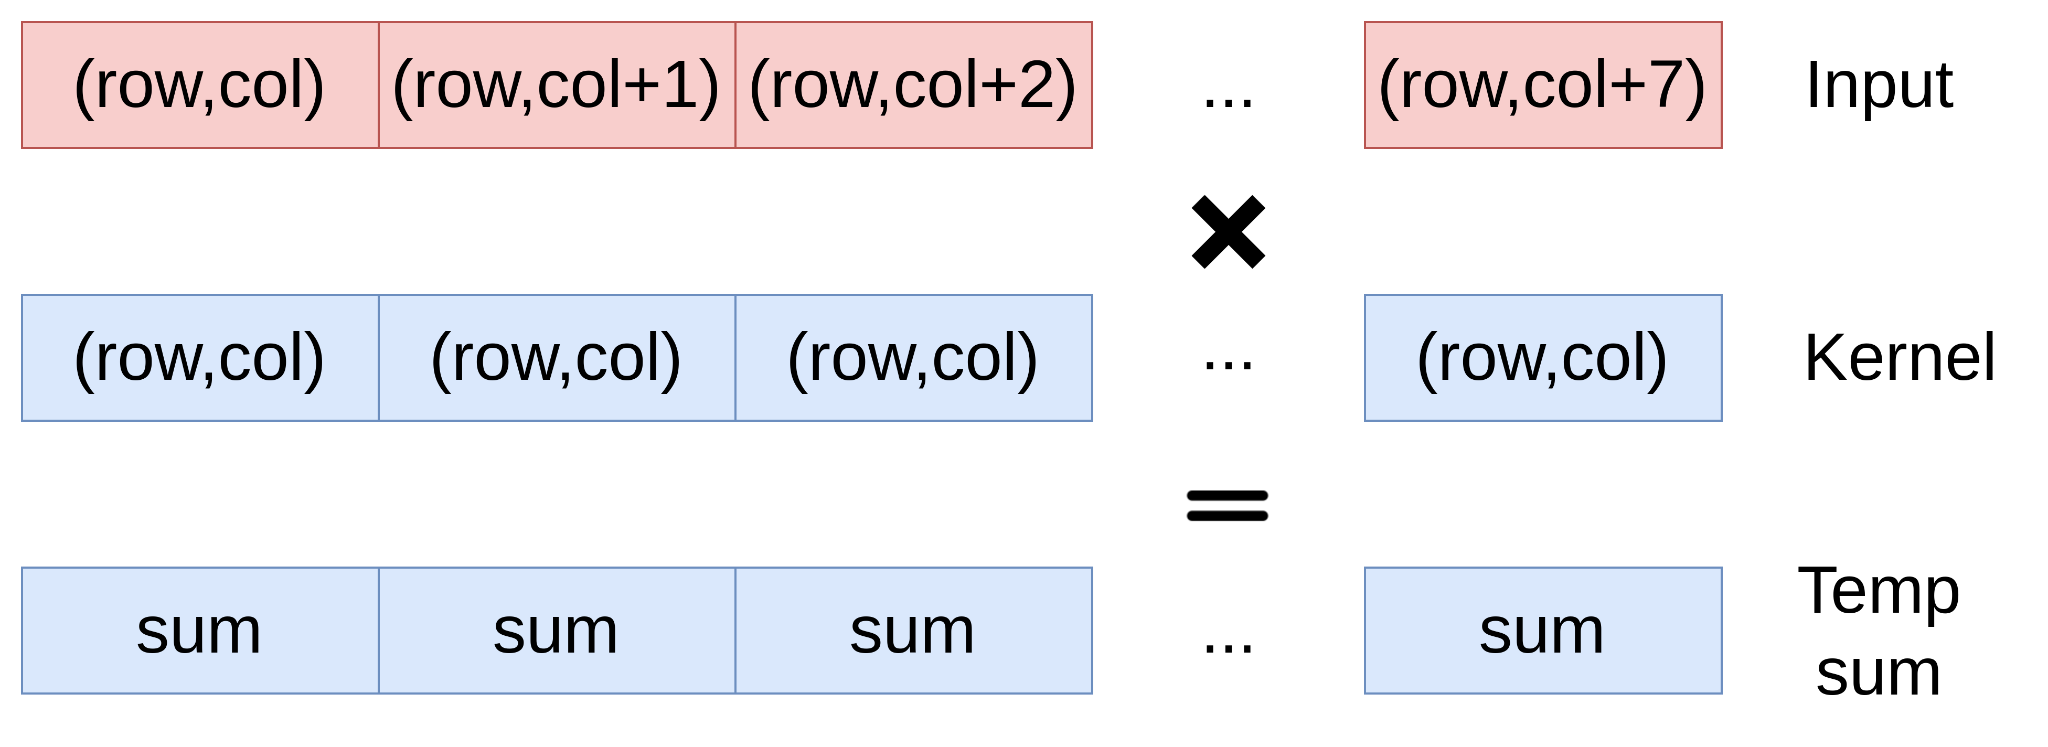 (row,col) (row,col+1) (row,col+2) ... (row,col+7) Input
(row,col) (row,col) (row,col) ... (row,col) Kernel
sum sum sum ... sum Temp
sum